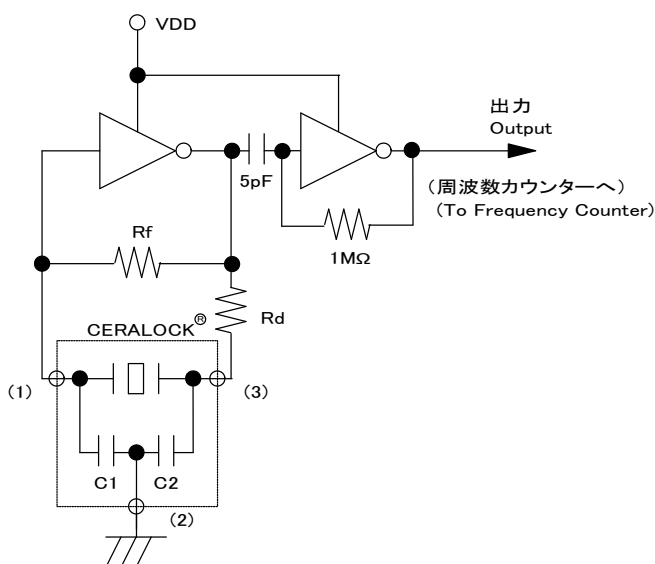 VDD
出力
Output
5pF
(周波数カウンターへ)
(To Frequency Counter)
Rf
1MΩ
Rd
CERALOCK®
(1)
(3)
C1
C2
(2)